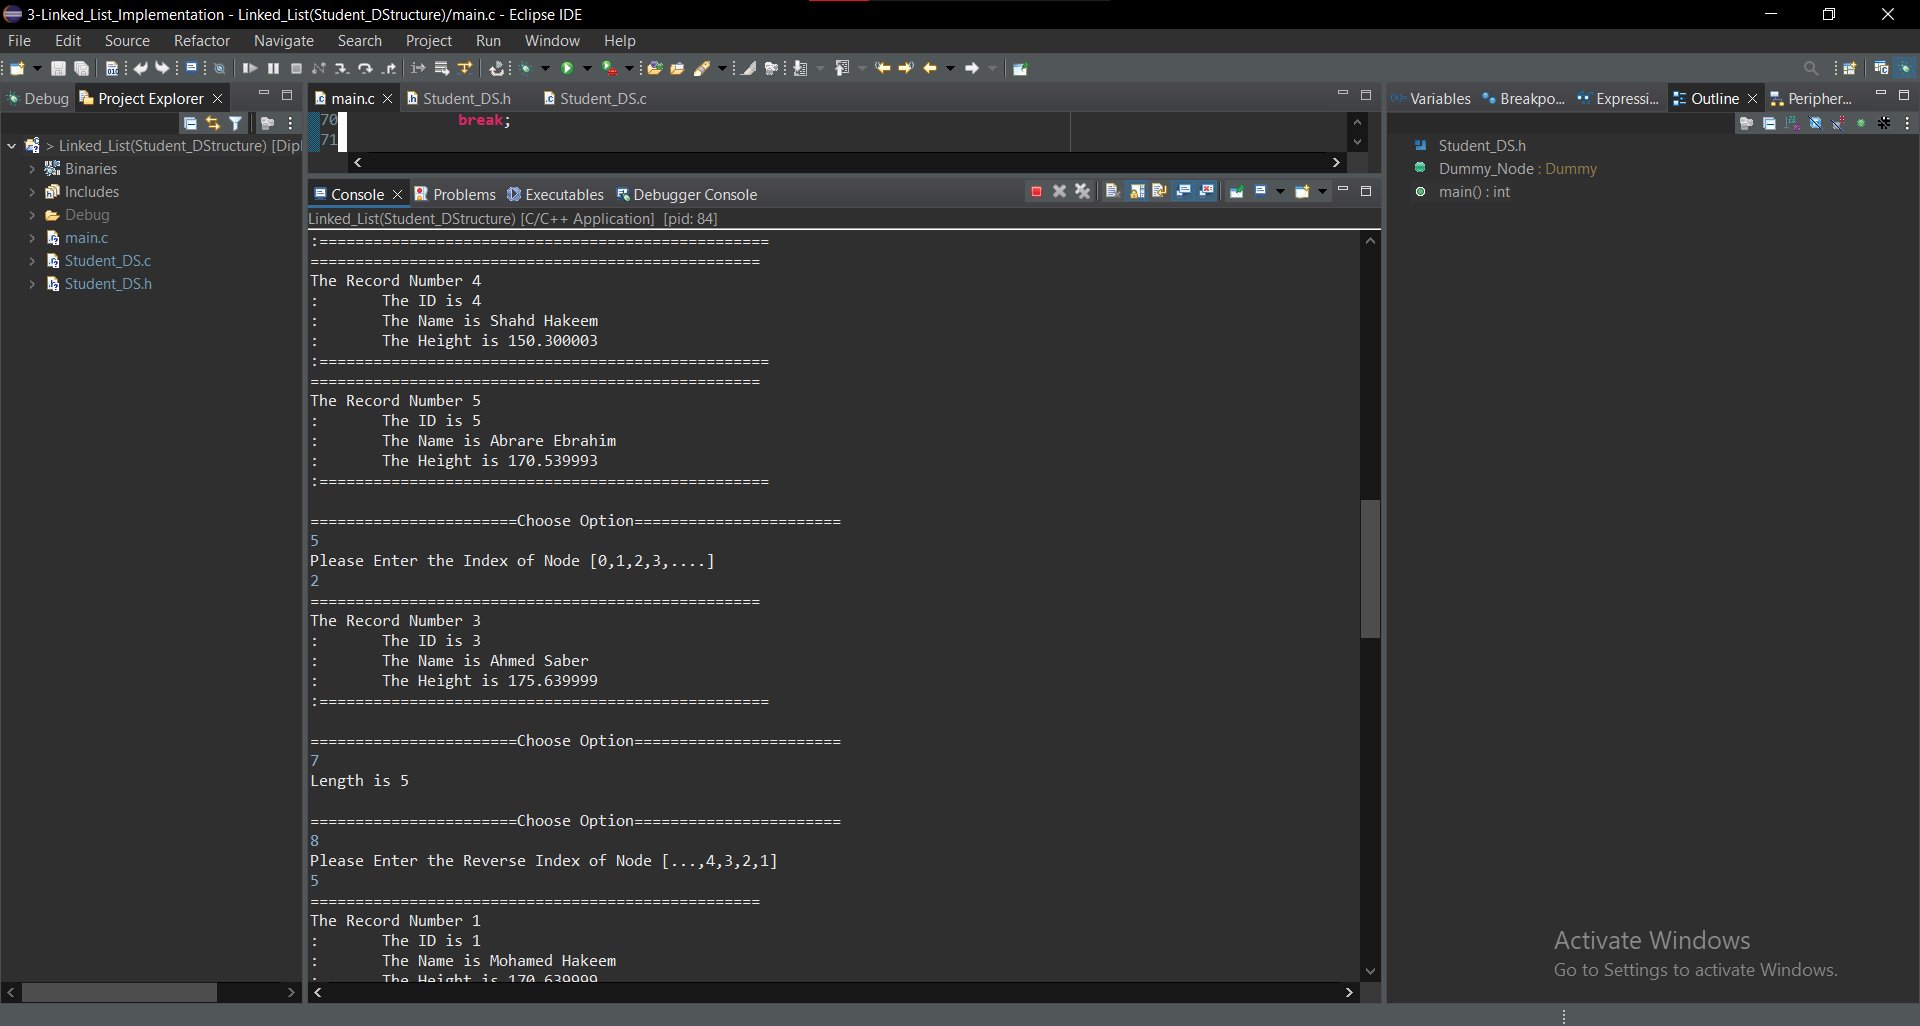 3-Linked_List_Implementation - Linked_List(Student_DStructure)/main.c - Eclipse IDE
File Edit Source Refactor Navigate Search Project Run Window Help
Debug Project Explorer
main.c Student_DS.h Student_DS.c
Variables Breakpo... Expressi... Outline Peripher...
> Linked_List(Student_DStructure) [Dipl
Binaries
Includes
Debug
main.c
Student_DS.c
Student_DS.h
70 break;
71
Console Problems Executables Debugger Console
Linked_List(Student_DStructure) [C/C++ Application] [pid: 84]
:==================================================
==================================================
The Record Number 4
: The ID is 4
: The Name is Shahd Hakeem
: The Height is 150.300003
:==================================================
==================================================
The Record Number 5
: The ID is 5
: The Name is Abrare Ebrahim
: The Height is 170.539993
:==================================================
=======================Choose Option=======================
5
Please Enter the Index of Node [0,1,2,3,....]
2
==================================================
The Record Number 3
: The ID is 3
: The Name is Ahmed Saber
: The Height is 175.639999
:==================================================
=======================Choose Option=======================
7
Length is 5
=======================Choose Option=======================
8
Please Enter the Reverse Index of Node [...,4,3,2,1]
5
==================================================
The Record Number 1
: The ID is 1
: The Name is Mohamed Hakeem
: The Height is 170.639999
Student_DS.h
Dummy_Node : Dummy
main() : int
Activate Windows
Go to Settings to activate Windows.